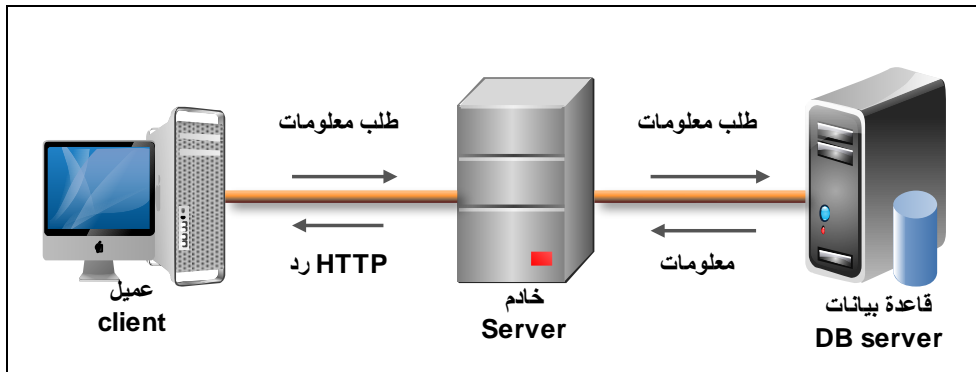 طلب معلومات
طلب معلومات
رد HTTP
معلومات
عميل
client
خادم
Server
قاعدة بيانات
DB server